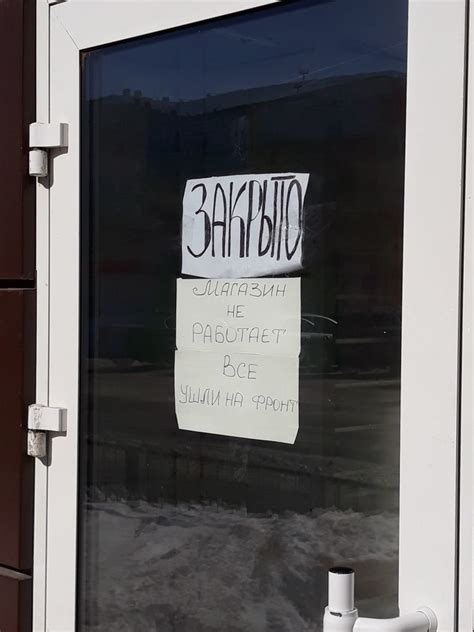 ЗАКРЫТО
МАГАЗИН
НЕ
РАБОТАЕТ
ВСЕ
УШЛИ НА ФРОНТ